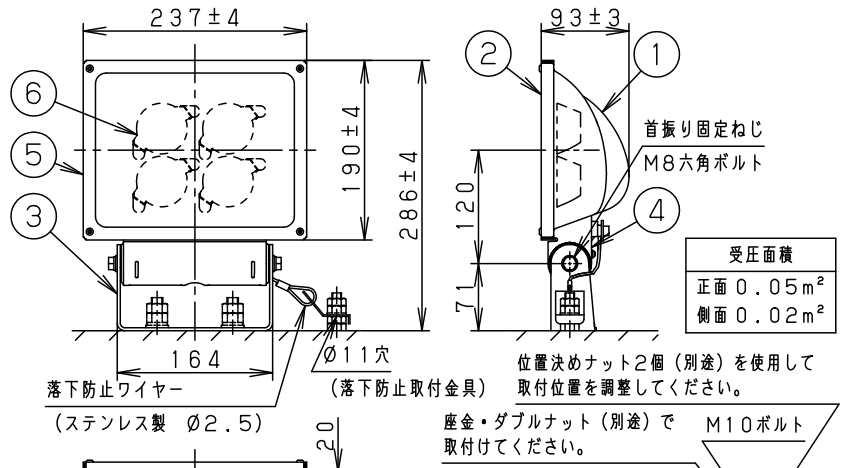 237±4
93±3
②
①
⑥
首振り固定ねじ
M8六角ボルト
⑤
190±4
286±4
120
③
④
受圧面積
正面 0.05m²
側面 0.02m²
71
164
Ø11穴
(落下防止取付金具)
落下防止ワイヤー
(ステンレス製 Ø2.5)
位置決めナット2個 (別途) を使用して
取付位置を調整してください。
座金・ダブルナット (別途) で
取付けてください。
M10ボルト
20